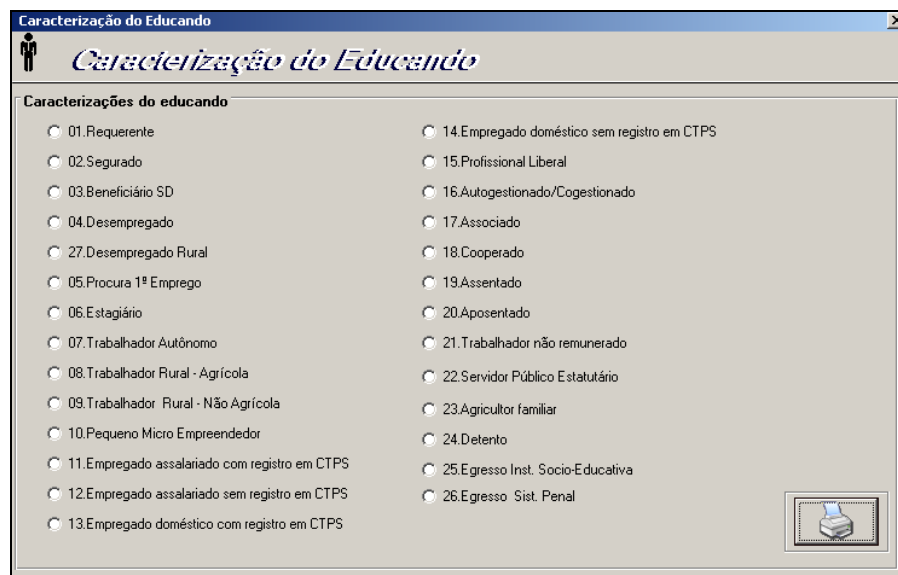 Caracterização do Educando
Caracterização do Educando
Caracterizações do educando
01.Requerente
02.Segurado
03.Beneficiário SD
04.Desempregado
27.Desempregado Rural
05.Procura 1º Emprego
06.Estagiário
07.Trabalhador Autônomo
08.Trabalhador Rural - Agrícola
09.Trabalhador Rural - Não Agrícola
10.Pequeno Micro Empreendedor
11.Empregado assalariado com registro em CTPS
12.Empregado assalariado sem registro em CTPS
13.Empregado doméstico com registro em CTPS
14.Empregado doméstico sem registro em CTPS
15.Profissional Liberal
16.Autogestionado/Cogestionado
17.Associado
18.Cooperado
19.Assentado
20.Aposentado
21.Trabalhador não remunerado
22.Servidor Público Estatutário
23.Agricultor familiar
24.Detento
25.Egresso Inst. Socio-Educativa
26.Egresso Sist. Penal